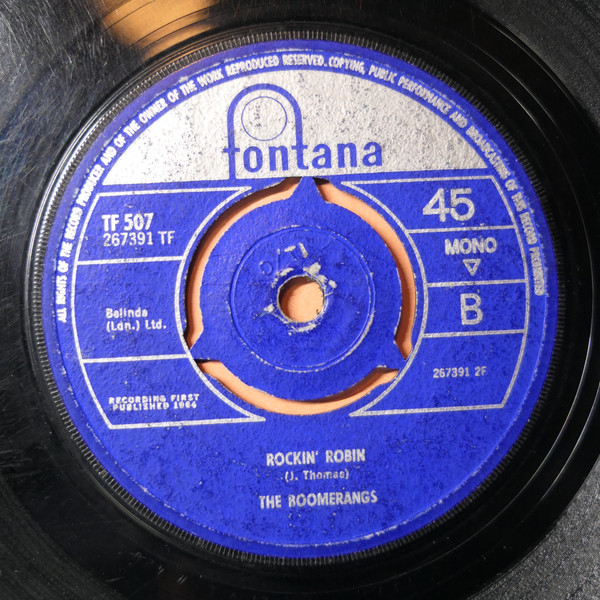 ALL RIGHTS OF THE RECORD PRODUCER AND OF THE OWNER OF THE WORK REPRODUCED RESERVED. COPYING, PUBLIC PERFORMANCE AND BROADCASTING OF THIS RECORD PROHIBITED
fontana
TF 507
267391 TF
45
MONO
B
Belinda
(Lon.) Ltd.
267391 2F
RECORDING FIRST
PUBLISHED 1964
ROCKIN' ROBIN
(J. Thomas)
THE BOOMERANGS